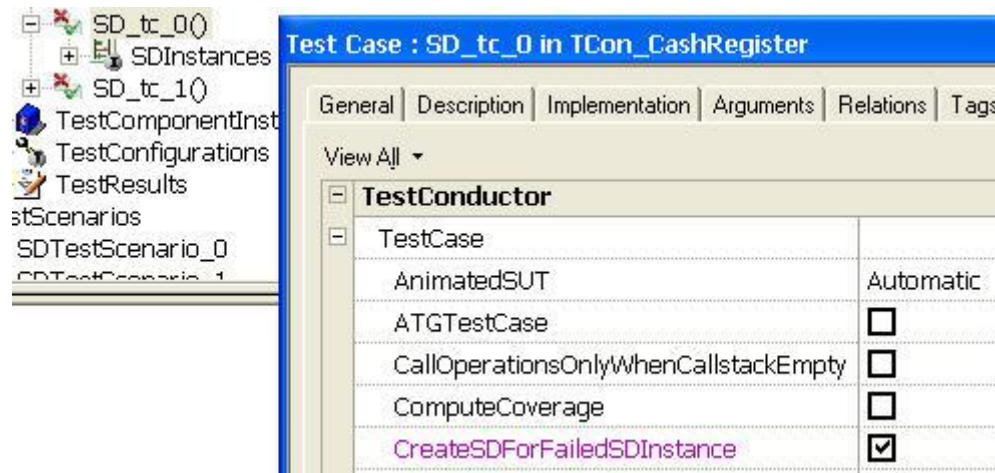 SD_tc_0()
SDInstances
SD_tc_1()
TestComponentInst
TestConfigurations
TestResults
stScenarios
SDTestScenario_0
SDTestScenario_1
Test Case : SD_tc_0 in TCon_CashRegister
General Description Implementation Arguments Relations Tags
View All
TestConductor
TestCase
AnimatedSUT Automatic
ATGTestCase
CallOperationsOnlyWhenCallstackEmpty
ComputeCoverage
CreateSDForFailedSDInstance